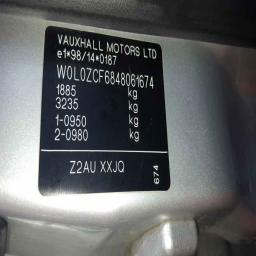 VAUXHALL MOTORS LTD
e1*98/14*0187
W0L0ZCF6848061674
1885 kg
3235 kg
1-0950 kg
2-0980 kg
Z2AU XXJQ
674